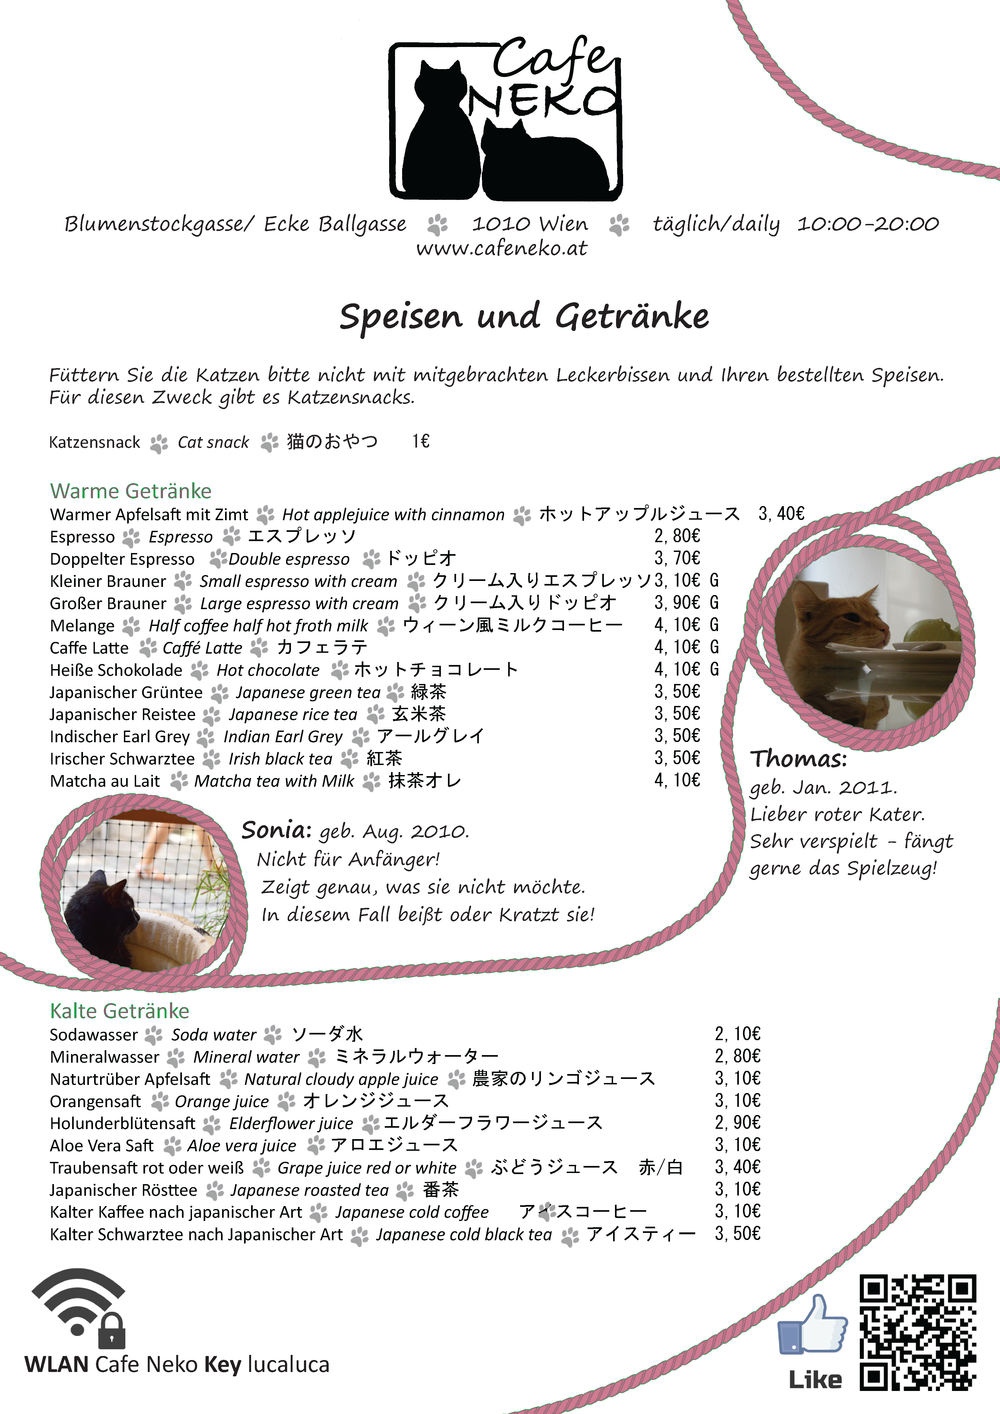 Cafe
NEKO
Blumenstockgasse/ Ecke Ballgasse 1010 Wien täglich/daily 10:00-20:00
www.cafeneko.at
Speisen und Getränke
Füttern Sie die Katzen bitte nicht mit mitgebrachten Leckerbissen und Ihren bestellten Speisen.
Für diesen Zweck gibt es Katzensnacks.
Katzensnack Cat snack 猫のおやつ 1€
Warme Getränke
Warmer Apfelsaft mit Zimt Hot applejuice with cinnamon ホットアップルジュース 3,40€
Espresso Espresso エスプレッソ 2,80€
Doppelter Espresso Double espresso ドッピオ 3,70€
Kleiner Brauner Small espresso with cream クリーム入りエスプレッソ 3,10€ G
Großer Brauner Large espresso with cream クリーム入りドッピオ 3,90€ G
Melange Half coffee half hot froth milk ウィーン風ミルクコーヒー 4,10€ G
Caffe Latte Caffé Latte カフェラテ 4,10€ G
Heiße Schokolade Hot chocolate ホットチョコレート 4,10€ G
Japanischer Grüntee Japanese green tea 緑茶 3,50€
Japanischer Reistee Japanese rice tea 玄米茶 3,50€
Indischer Earl Grey Indian Earl Grey アールグレイ 3,50€
Irischer Schwarztee Irish black tea 紅茶 3,50€
Matcha au Lait Matcha tea with Milk 抹茶オレ 4,10€
Thomas:
geb. Jan. 2011.
Lieber roter Kater.
Sehr verspielt - fängt
gerne das Spielzeug!
Sonia: geb. Aug. 2010.
Nicht für Anfänger!
Zeigt genau, was sie nicht möchte.
In diesem Fall beißt oder Kratzt sie!
Kalte Getränke
Sodawasser Soda water ソーダ水 2,10€
Mineralwasser Mineral water ミネラルウォーター 2,80€
Naturtrüber Apfelsaft Natural cloudy apple juice 農家のリンゴジュース 3,10€
Orangensaft Orange juice オレンジジュース 3,10€
Holunderblütensaft Elderflower juice エルダーフラワージュース 2,90€
Aloe Vera Saft Aloe vera juice アロエジュース 3,10€
Traubensaft rot oder weiß Grape juice red or white ぶどうジュース 赤/白 3,40€
Japanischer Rösttee Japanese roasted tea 番茶 3,10€
Kalter Kaffee nach japanischer Art Japanese cold coffee アイスコーヒー 3,10€
Kalter Schwarztee nach Japanischer Art Japanese cold black tea アイスティー 3,50€
WLAN Cafe Neko Key lucaluca
Like